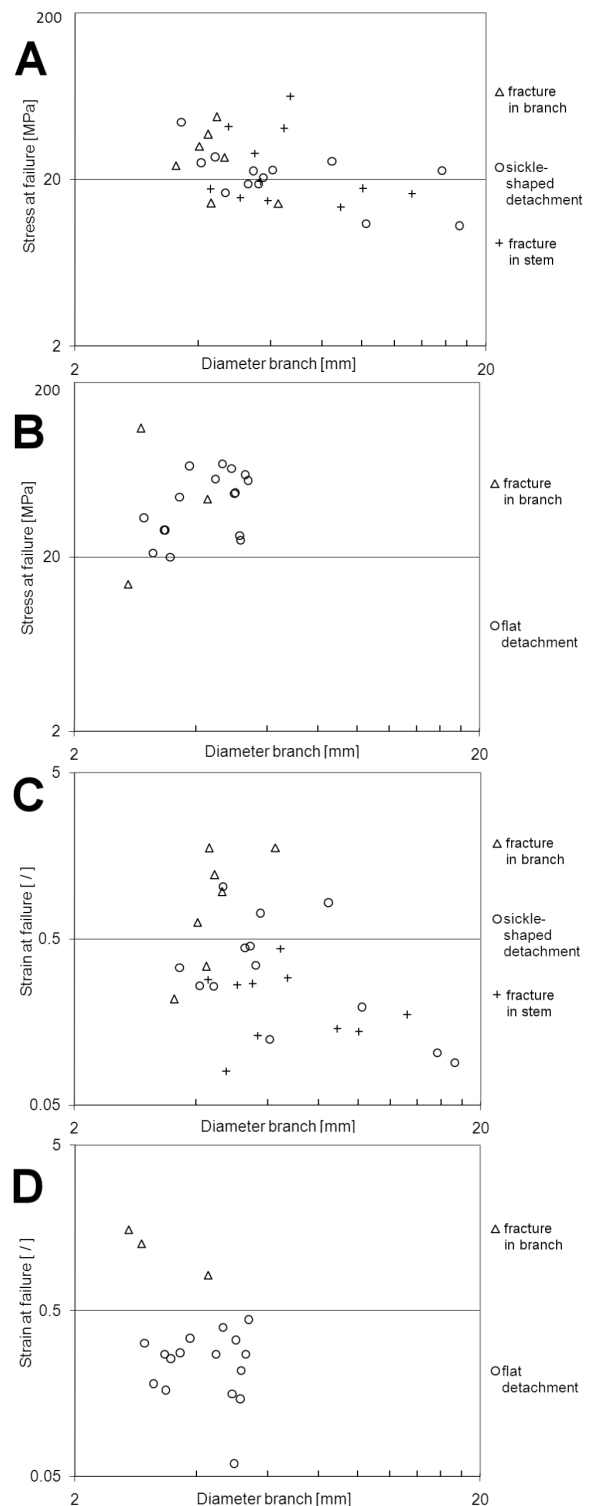 A
200
20
2
Stress at failure [MPa]
2
Diameter branch [mm]
20
fracture
in branch
sickle-
shaped
detachment
fracture
in stem
B
200
20
2
Stress at failure [MPa]
2
Diameter branch [mm]
20
fracture
in branch
flat
detachment
C
5
0.5
0.05
Strain at failure [ / ]
2
Diameter branch [mm]
20
fracture
in branch
sickle-
shaped
detachment
fracture
in stem
D
5
0.5
0.05
Strain at failure [ / ]
2
Diameter branch [mm]
20
fracture
in branch
flat
detachment